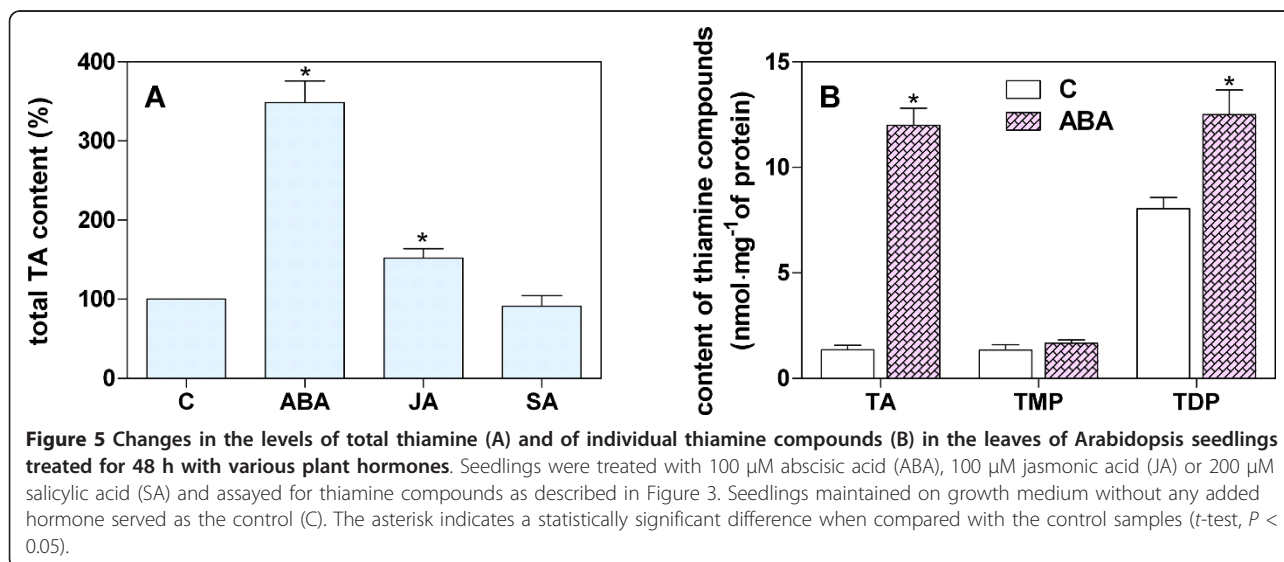 400
300
200
100
0
total TA content (%)
A
*
*
C ABA JA SA
content of thiamine compounds
(nmol·mg-1 of protein)
15
10
5
0
B
C
ABA
*
*
TA TMP TDP
Figure 5 Changes in the levels of total thiamine (A) and of individual thiamine compounds (B) in the leaves of Arabidopsis seedlings
treated for 48 h with various plant hormones. Seedlings were treated with 100 μM abscisic acid (ABA), 100 μM jasmonic acid (JA) or 200 μM
salicylic acid (SA) and assayed for thiamine compounds as described in Figure 3. Seedlings maintained on growth medium without any added
hormone served as the control (C). The asterisk indicates a statistically significant difference when compared with the control samples (t-test, P <
0.05).